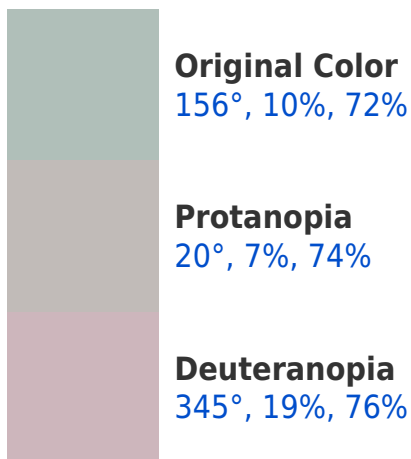 Original Color
156°, 10%, 72%
Protanopia
20°, 7%, 74%
Deuteranopia
345°, 19%, 76%